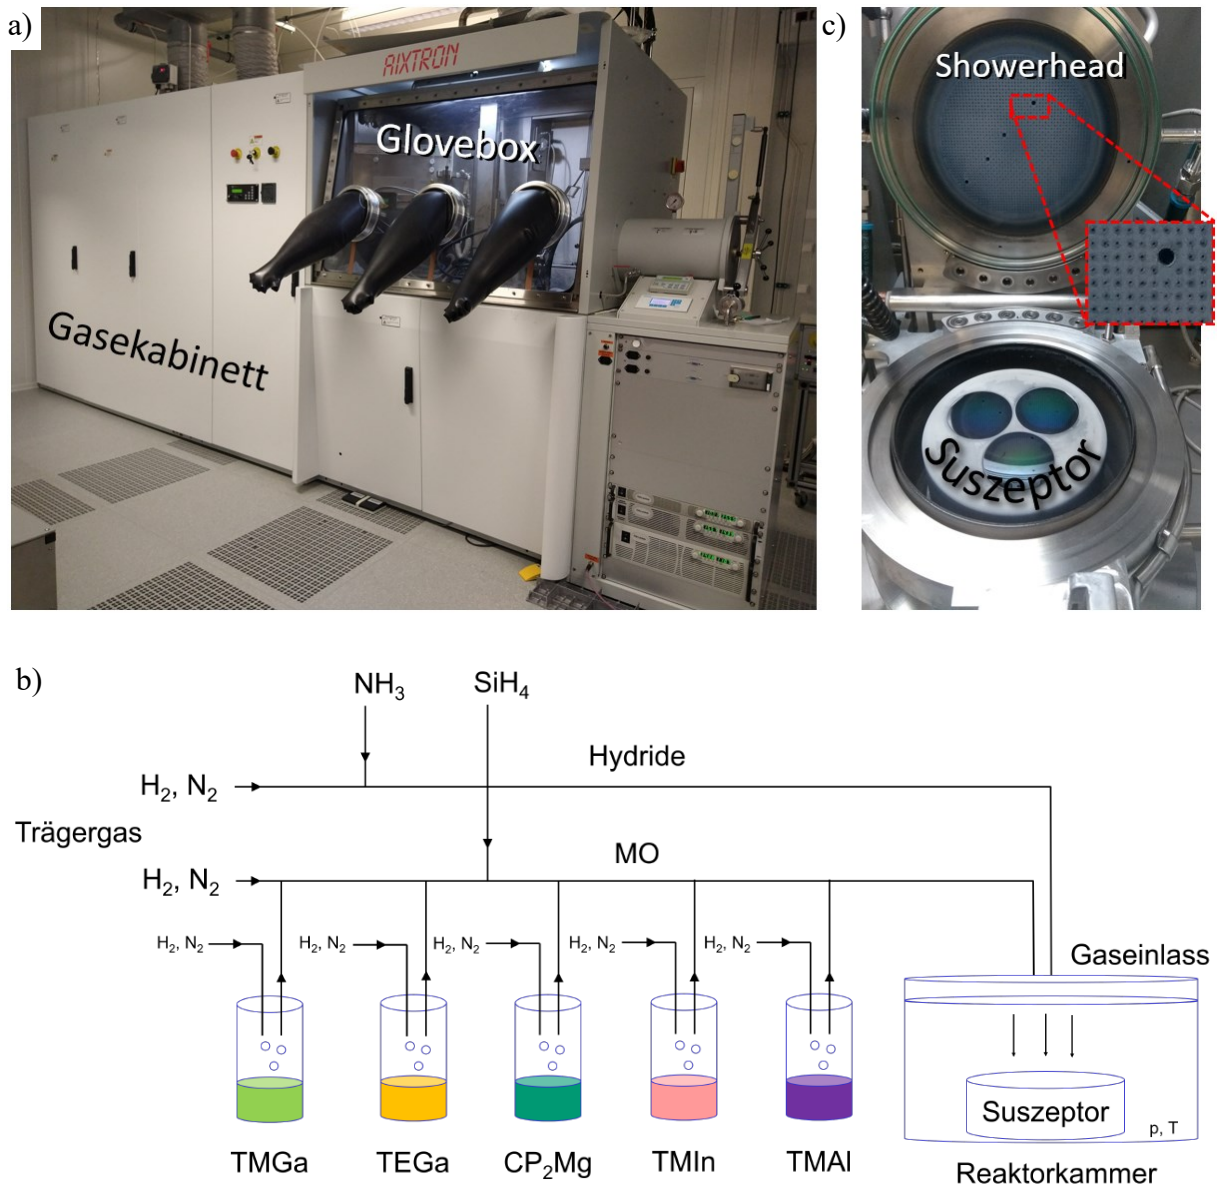 a)
AIXTRON
Glovebox
Gasekabinett
c)
Showerhead
Suszeptor
b)
NH₃
SiH₄
Hydride
H₂, N₂
Trägergas
MO
H₂, N₂
H₂, N₂
H₂, N₂
H₂, N₂
H₂, N₂
H₂, N₂
Gaseinlass
Suszeptor
p, T
TMGa
TEGa
CP₂Mg
TMIn
TMAl
Reaktorkammer